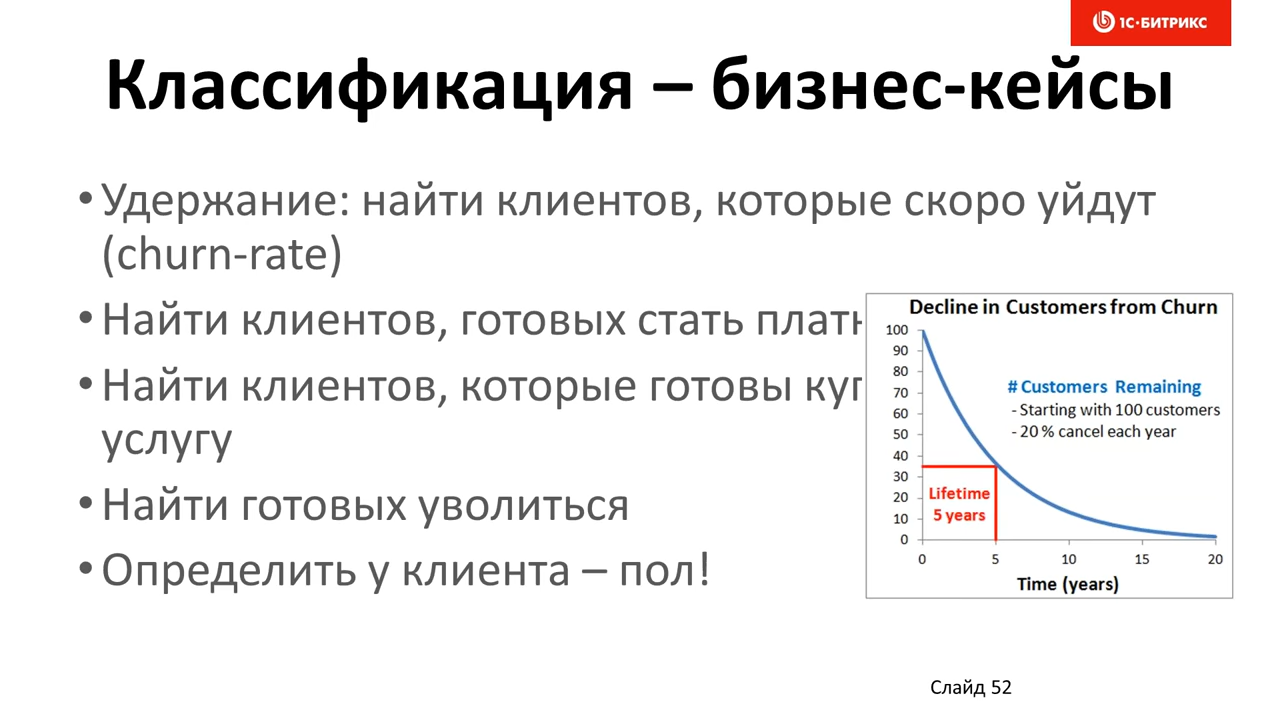 1С·БИТРИКС
Классификация – бизнес-кейсы
• Удержание: найти клиентов, которые скоро уйдут
(churn-rate)
• Найти клиентов, готовых стать
• Найти клиентов, которые готовы
услугу
• Найти готовых уволиться
• Определить у клиента – пол!
Decline in Customers from Churn
100
90
80
70
60
50
40
30
20
10
0
# Customers Remaining
- Starting with 100 customers
- 20 % cancel each year
Lifetime
5 years
0 5 10 15 20
Time (years)
Слайд 52